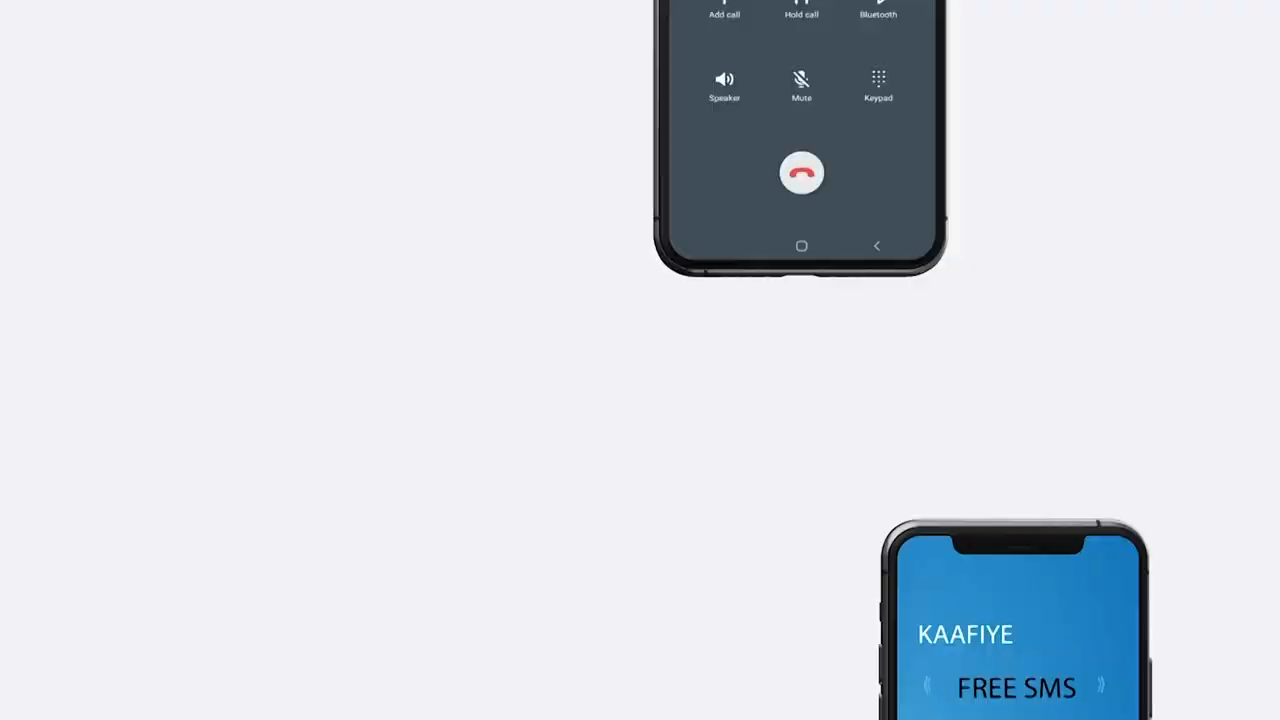 Add call Hold call Bluetooth
Speaker Mute Keypad
KAAFIYE
FREE SMS